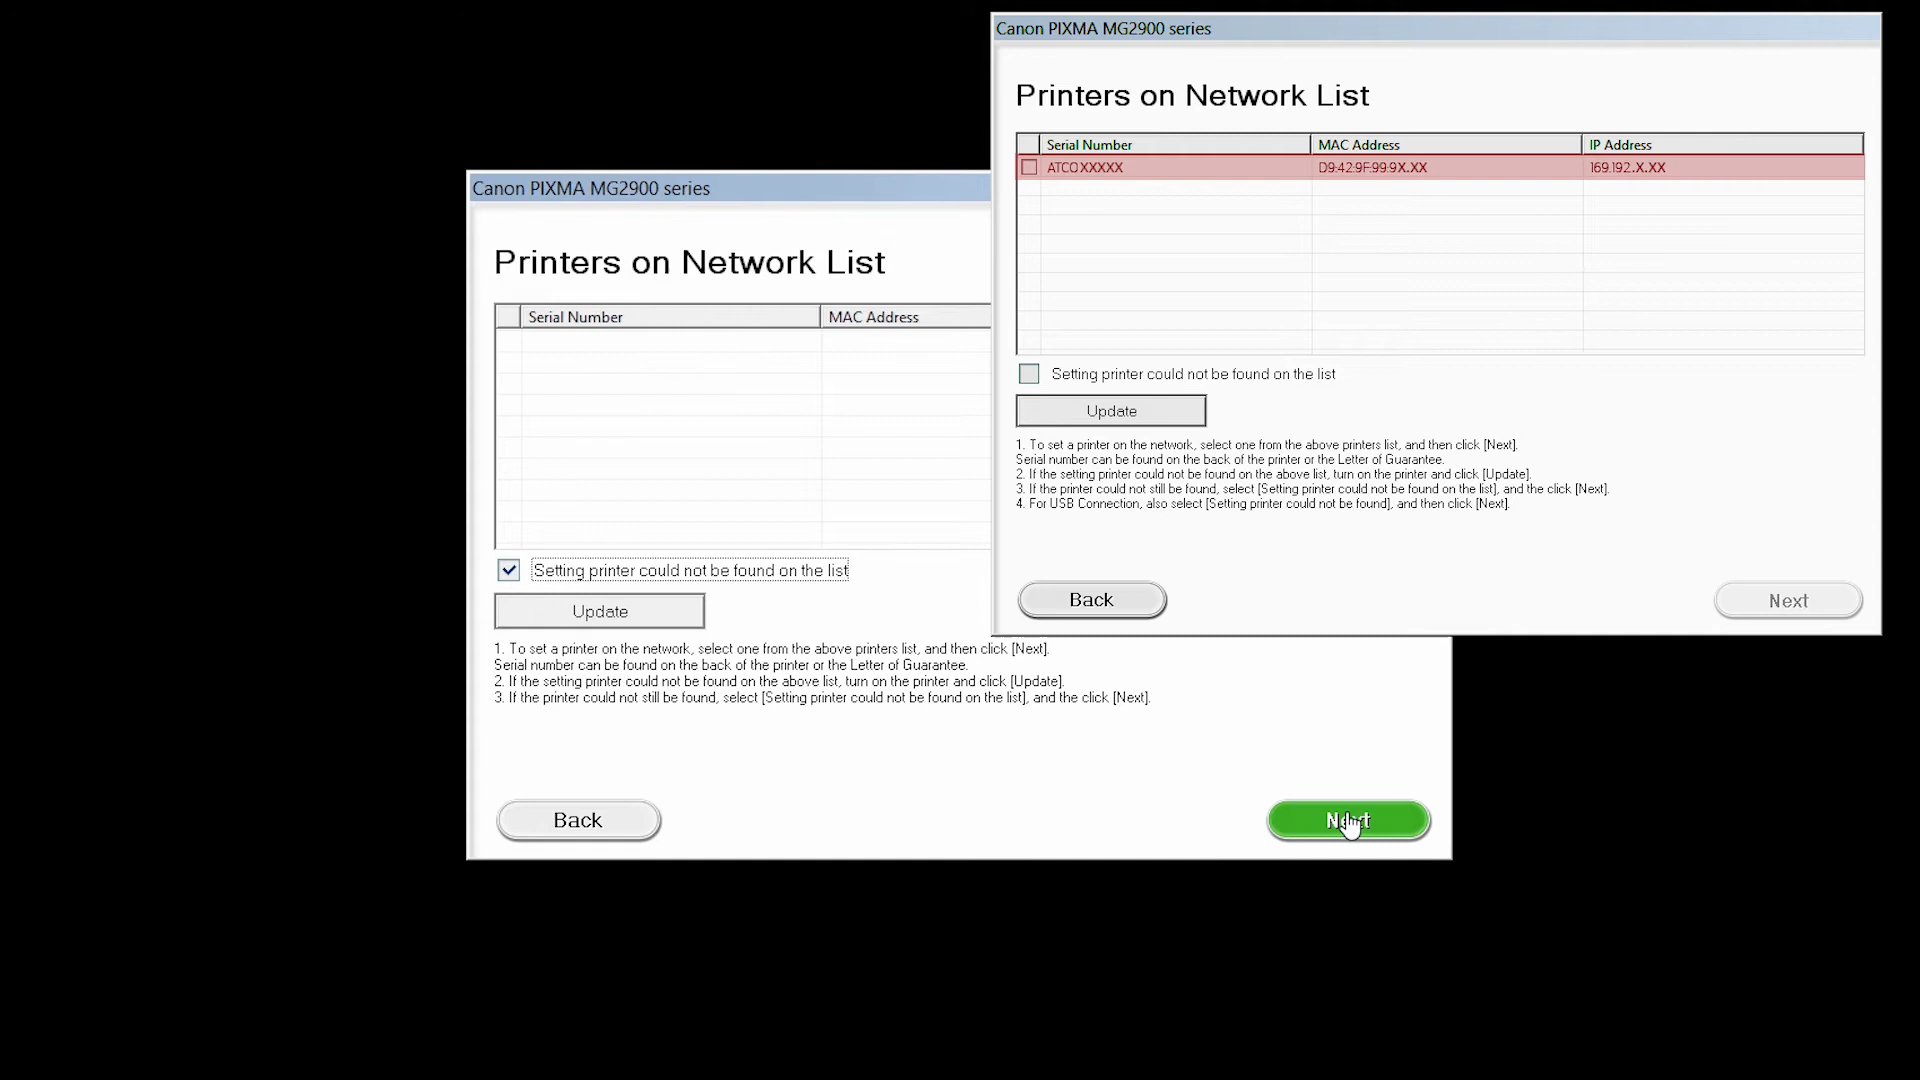 Canon PIXMA MG2900 series
Printers on Network List
Serial Number MAC Address IP Address
ATCQXXXXX D9:42:9F:99:9X.XX 169.192.X.XX
Setting printer could not be found on the list
Update
1. To set a printer on the network, select one from the above printers list, and then click [Next].
Serial number can be found on the back of the printer or the Letter of Guarantee.
2. If the setting printer could not be found on the above list, turn on the printer and click [Update].
3. If the printer could not still be found, select [Setting printer could not be found on the list], and the click [Next].
4. For USB Connection, also select [Setting printer could not be found], and then click [Next].
Back Next
Canon PIXMA MG2900 series
Printers on Network List
Serial Number MAC Address
Setting printer could not be found on the list
Update
1. To set a printer on the network, select one from the above printers list, and then click [Next].
Serial number can be found on the back of the printer or the Letter of Guarantee.
2. If the setting printer could not be found on the above list, turn on the printer and click [Update].
3. If the printer could not still be found, select [Setting printer could not be found on the list], and the click [Next].
Back Next